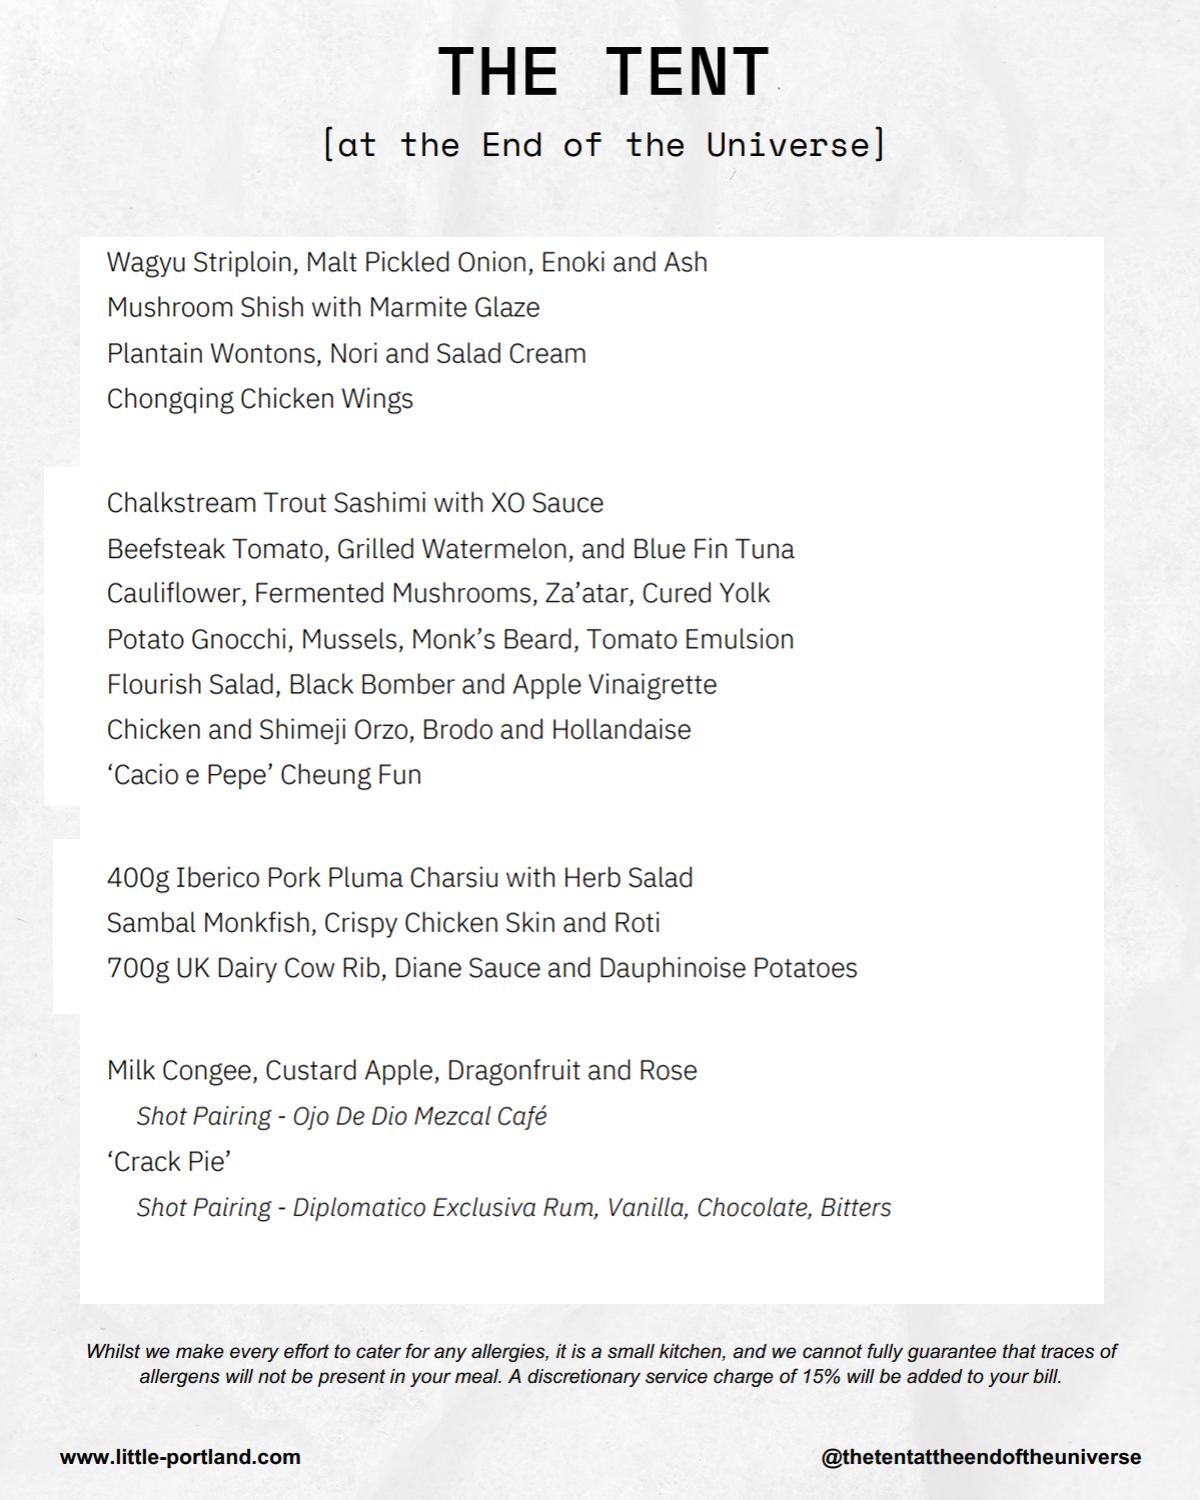 THE TENT
[at the End of the Universe]
Wagyu Striploin, Malt Pickled Onion, Enoki and Ash
Mushroom Shish with Marmite Glaze
Plantain Wontons, Nori and Salad Cream
Chongqing Chicken Wings
Chalkstream Trout Sashimi with XO Sauce
Beefsteak Tomato, Grilled Watermelon, and Blue Fin Tuna
Cauliflower, Fermented Mushrooms, Za’atar, Cured Yolk
Potato Gnocchi, Mussels, Monk’s Beard, Tomato Emulsion
Flourish Salad, Black Bomber and Apple Vinaigrette
Chicken and Shimeji Orzo, Brodo and Hollandaise
‘Cacio e Pepe’ Cheung Fun
400g Iberico Pork Pluma Charsiu with Herb Salad
Sambal Monkfish, Crispy Chicken Skin and Roti
700g UK Dairy Cow Rib, Diane Sauce and Dauphinoise Potatoes
Milk Congee, Custard Apple, Dragonfruit and Rose
Shot Pairing - Ojo De Dio Mezcal Café
‘Crack Pie’
Shot Pairing - Diplomatico Exclusiva Rum, Vanilla, Chocolate, Bitters
Whilst we make every effort to cater for any allergies, it is a small kitchen, and we cannot fully guarantee that traces of
allergens will not be present in your meal. A discretionary service charge of 15% will be added to your bill.
www.little-portland.com
@thetentattheendoftheuniverse